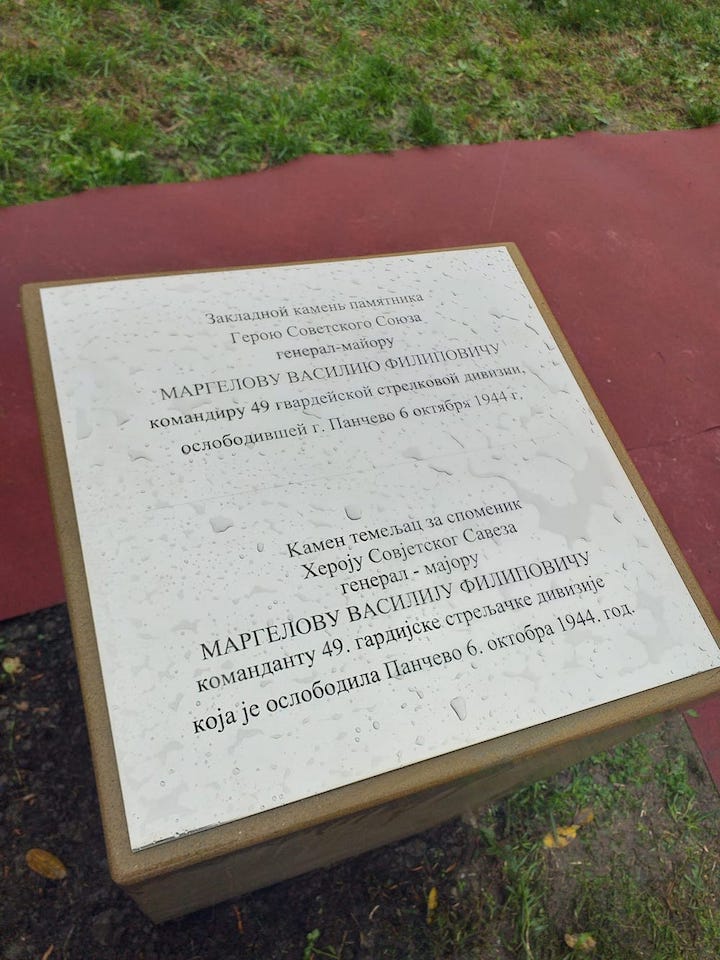 Закладной камень памятника
Герою Советского Союза
генерал-майору
МАРГЕЛОВУ ВАСИЛИЮ ФИЛИПОВИЧУ
командиру 49 гвардейской стрелковой дивизии,
ослободившей г. Панчево 6 октября 1944 г.
Камен темељац за споменик
Хероју Совјетског Савеза
генерал - мајору
МАРГЕЛОВУ ВАСИЛИЈУ ФИЛИПОВИЧУ
команданту 49. гардијске стрељачке дивизије
која је ослободила Панчево 6. октобра 1944. год.